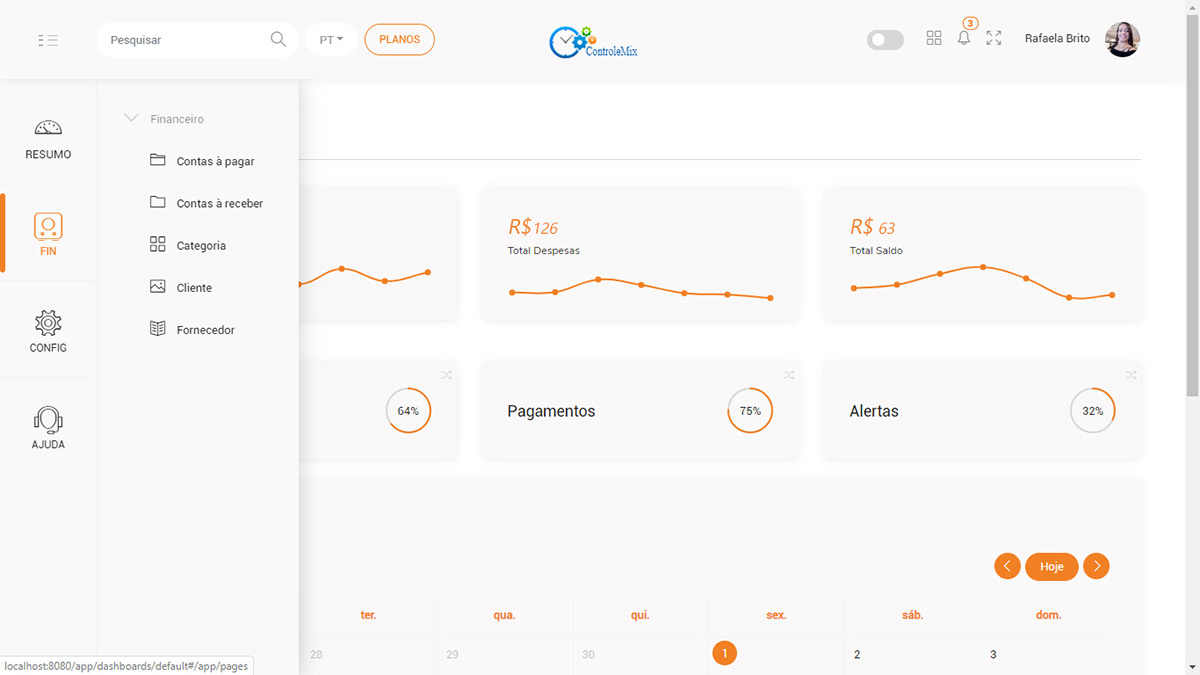 Pesquisar
PT
PLANOS
ControleMix
3
Rafaela Brito
RESUMO
FIN
CONFIG
AJUDA
Financeiro
Contas à pagar
Contas à receber
Categoria
Cliente
Fornecedor
R$126
Total Despesas
R$ 63
Total Saldo
64%
Pagamentos
75%
Alertas
32%
Hoje
ter.
qua.
qui.
sex.
sáb.
dom.
28
29
30
1
2
3
localhost:8080/app/dashboards/default#/app/pages